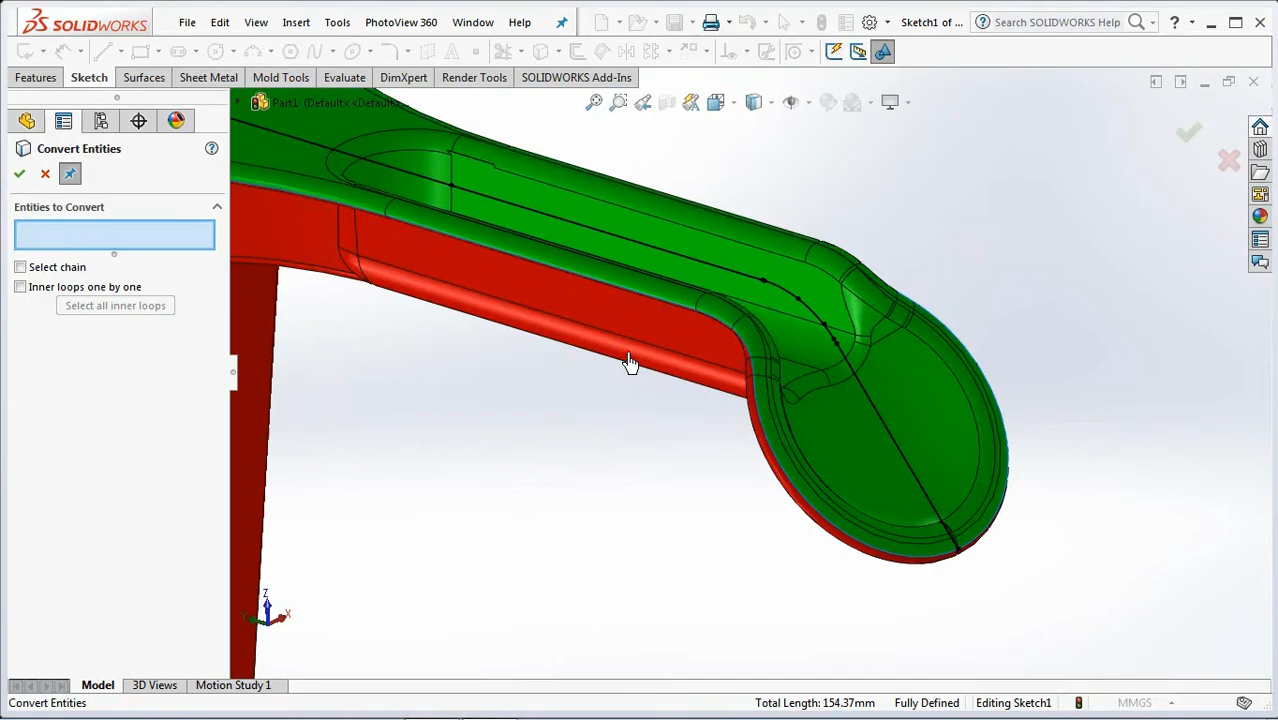 SOLIDWORKS File Edit View Insert Tools PhotoView 360 Window Help Sketch1 of ... Search SOLIDWORKS Help ?
Features Sketch Surfaces Sheet Metal Mold Tools Evaluate DimXpert Render Tools SOLIDWORKS Add-Ins
Part1 (Default<<Default...
Convert Entities
Entities to Convert
Select chain
Inner loops one by one
Select all inner loops
Z
Y X
Model 3D Views Motion Study 1
Convert Entities Total Length: 154.37mm Fully Defined Editing Sketch1 MMGS